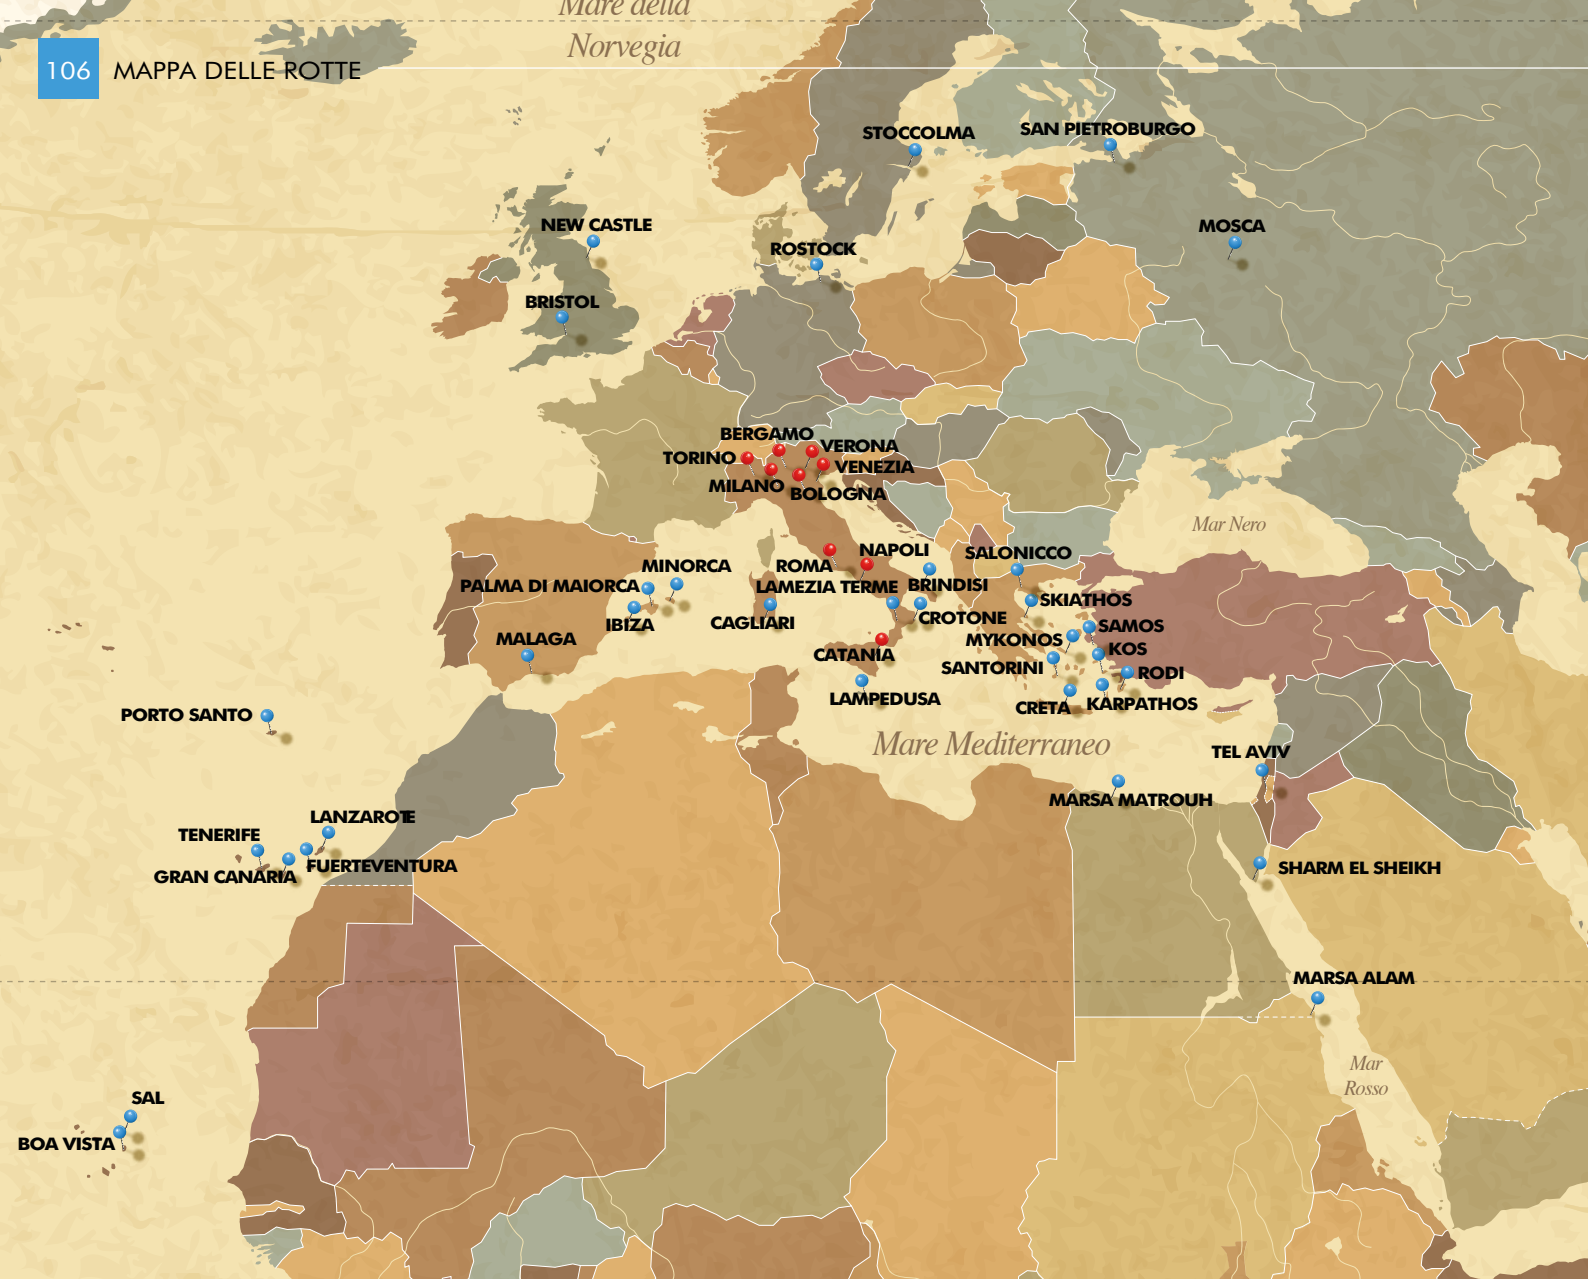 Mare della
Norvegia
106 MAPPA DELLE ROTTE
STOCCOLMA
SAN PIETROBURGO
NEW CASTLE
MOSCA
ROSTOCK
BRISTOL
BERGAMO
VERONA
TORINO
VENEZIA
MILANO
BOLOGNA
Mar Nero
NAPOLI
SALONICCO
ROMA
MINORCA
PALMA DI MAIORCA
LAMEZIA TERME
BRINDISI
SKIATHOS
IBIZA
CAGLIARI
CROTONE
SAMOS
MALAGA
MYKONOS
KOS
CATANIA
SANTORINI
RODI
LAMPEDUSA
CRETA
KARPATHOS
PORTO SANTO
Mare Mediterraneo
TEL AVIV
MARSA MATROUH
LANZAROTE
TENERIFE
FUERTEVENTURA
GRAN CANARIA
SHARM EL SHEIKH
MARSA ALAM
Mar
Rosso
SAL
BOA VISTA